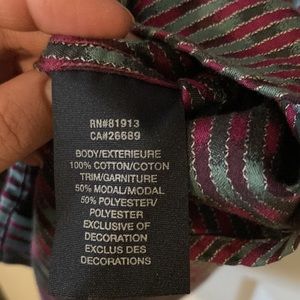 RN#81913
CA#26689
BODY/EXTERIEURE
100% COTTON/COTON
TRIM/GARNITURE
50% MODAL/MODAL
50% POLYESTER/
POLYESTER
EXCLUSIVE OF
DECORATION
EXCLUS DES
DECORATIONS